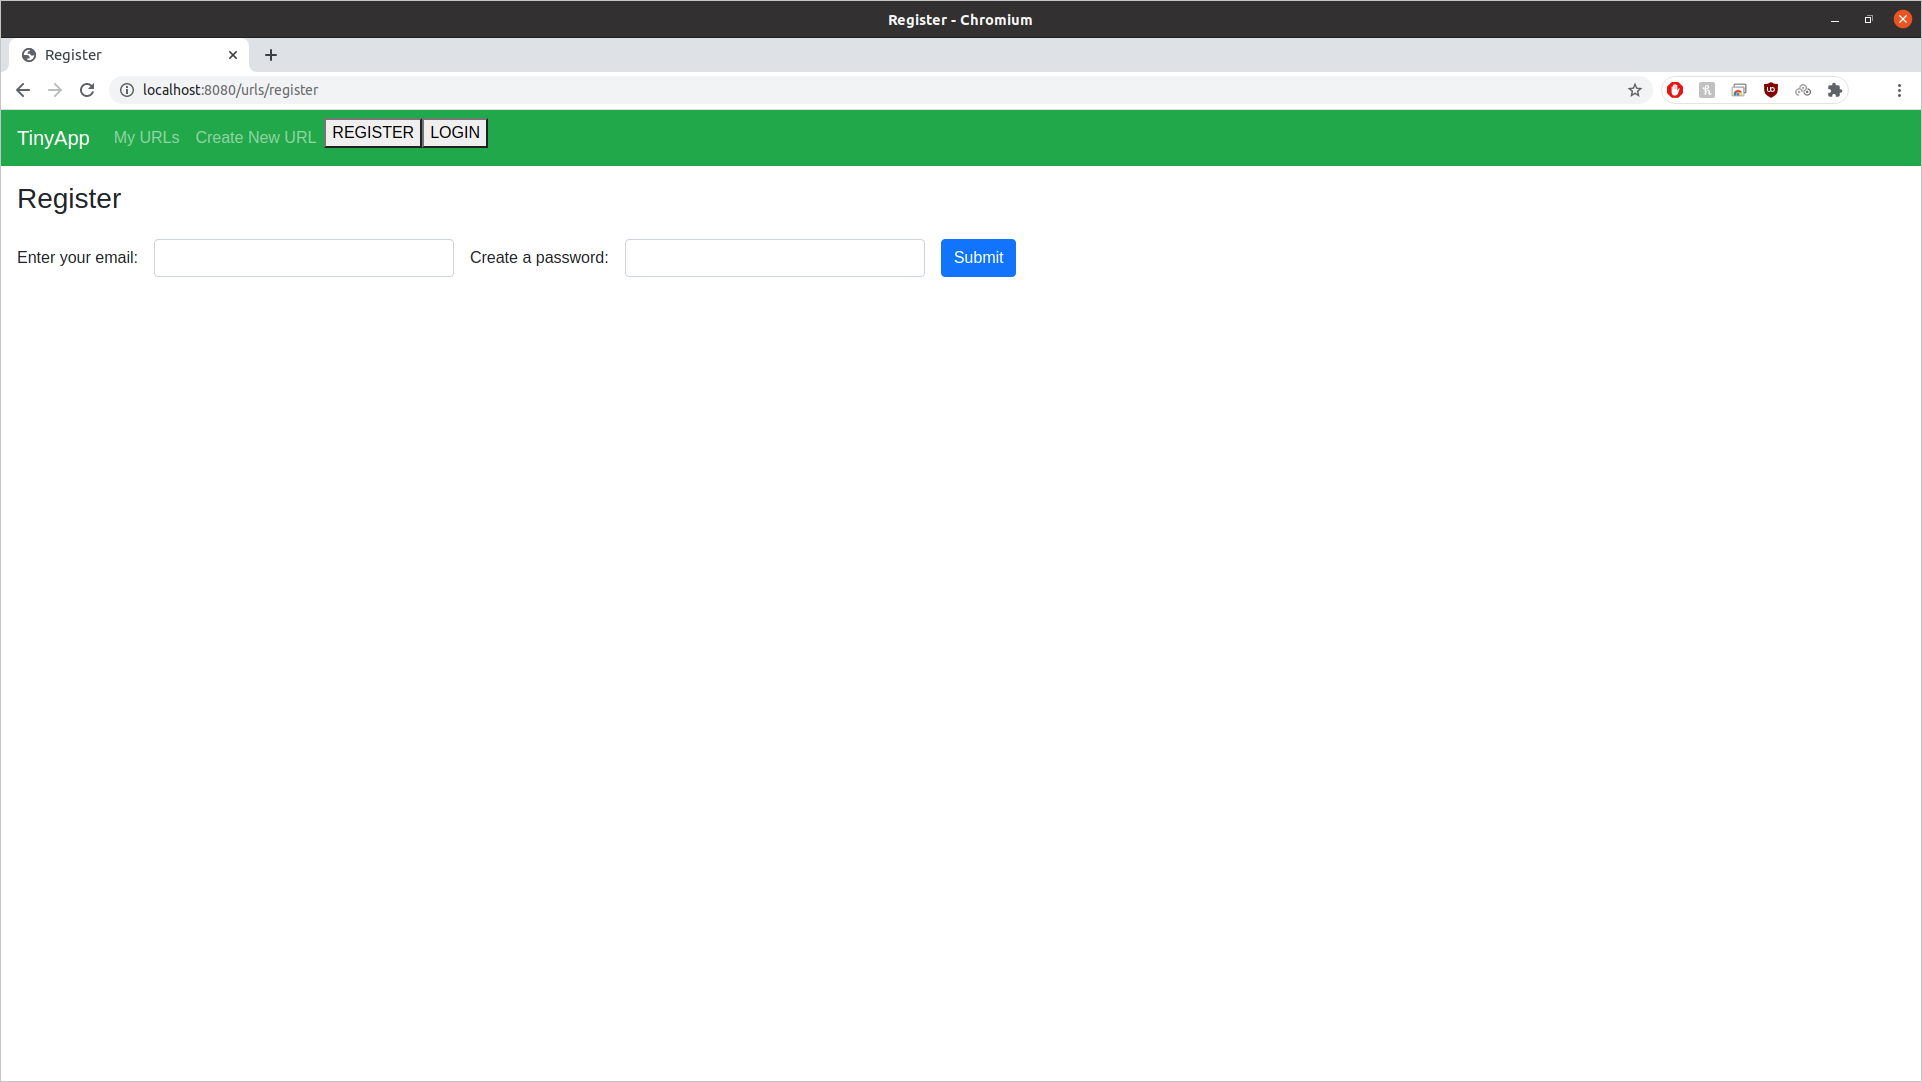 Register - Chromium
Register
localhost:8080/urls/register
TinyApp My URLs Create New URL REGISTER LOGIN
Register
Enter your email: Create a password: Submit